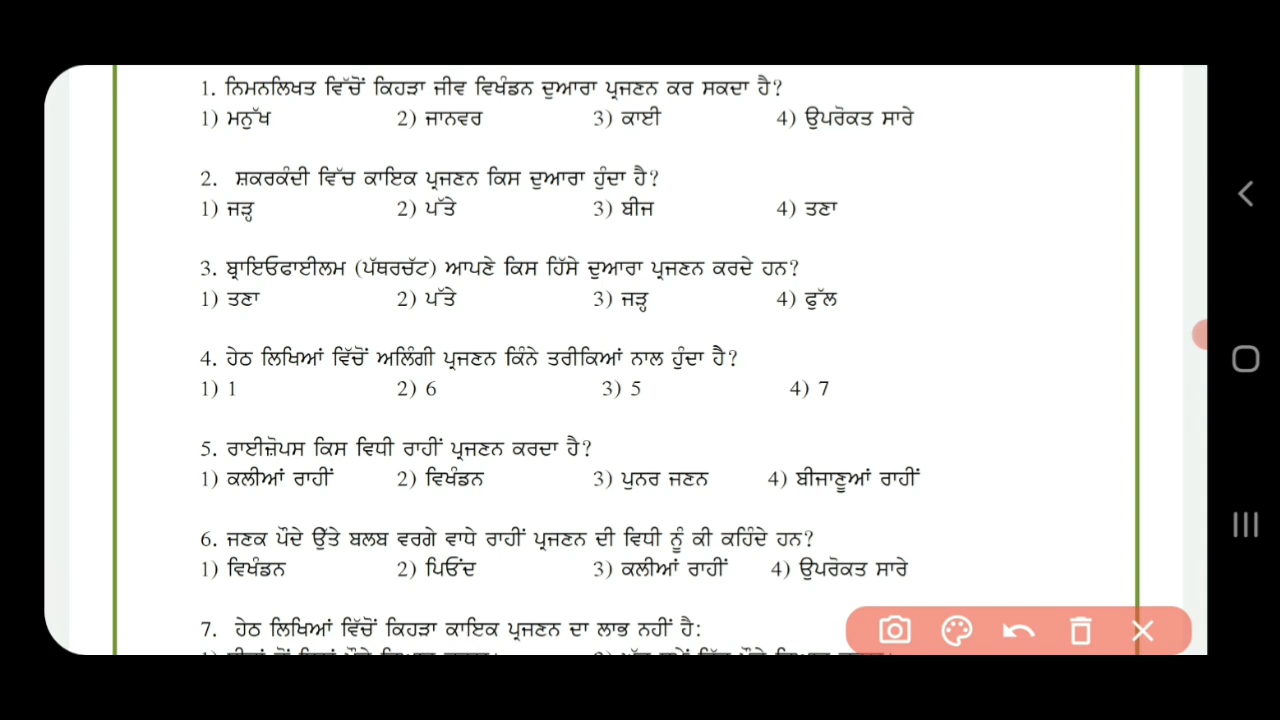 1. ਨਿਮਨਲਿਖਤ ਵਿੱਚੋਂ ਕਿਹੜਾ ਜੀਵ ਵਿਖੰਡਨ ਦੁਆਰਾ ਪ੍ਰਜਣਨ ਕਰ ਸਕਦਾ ਹੈ?
1) ਮਨੁੱਖ 2) ਜਾਨਵਰ 3) ਕਾਈ 4) ਉਪਰੋਕਤ ਸਾਰੇ
2. ਸ਼ਕਰਕੰਦੀ ਵਿੱਚ ਕਾਇਕ ਪ੍ਰਜਣਨ ਕਿਸ ਦੁਆਰਾ ਹੁੰਦਾ ਹੈ?
1) ਜੜ੍ਹ 2) ਪੱਤੇ 3) ਬੀਜ 4) ਤਣਾ
3. ਬ੍ਰਾਇਓਫਾਈਲਮ (ਪੱਥਰਚੱਟ) ਆਪਣੇ ਕਿਸ ਹਿੱਸੇ ਦੁਆਰਾ ਪ੍ਰਜਣਨ ਕਰਦੇ ਹਨ?
1) ਤਣਾ 2) ਪੱਤੇ 3) ਜੜ੍ਹ 4) ਫੁੱਲ
4. ਹੇਠ ਲਿਖਿਆਂ ਵਿੱਚੋਂ ਅਲਿੰਗੀ ਪ੍ਰਜਣਨ ਕਿੰਨੇ ਤਰੀਕਿਆਂ ਨਾਲ ਹੁੰਦਾ ਹੈ?
1) 1 2) 6 3) 5 4) 7
5. ਰਾਈਜ਼ੋਪਸ ਕਿਸ ਵਿਧੀ ਰਾਹੀਂ ਪ੍ਰਜਣਨ ਕਰਦਾ ਹੈ?
1) ਕਲੀਆਂ ਰਾਹੀਂ 2) ਵਿਖੰਡਨ 3) ਪੁਨਰ ਜਣਨ 4) ਬੀਜਾਣੂਆਂ ਰਾਹੀਂ
6. ਜਣਕ ਪੌਦੇ ਉੱਤੇ ਬਲਬ ਵਰਗੇ ਵਾਧੇ ਰਾਹੀਂ ਪ੍ਰਜਣਨ ਦੀ ਵਿਧੀ ਨੂੰ ਕੀ ਕਹਿੰਦੇ ਹਨ?
1) ਵਿਖੰਡਨ 2) ਪਿਓਂਦ 3) ਕਲੀਆਂ ਰਾਹੀਂ 4) ਉਪਰੋਕਤ ਸਾਰੇ
7. ਹੇਠ ਲਿਖਿਆਂ ਵਿੱਚੋਂ ਕਿਹੜਾ ਕਾਇਕ ਪ੍ਰਜਣਨ ਦਾ ਲਾਭ ਨਹੀਂ ਹੈ: